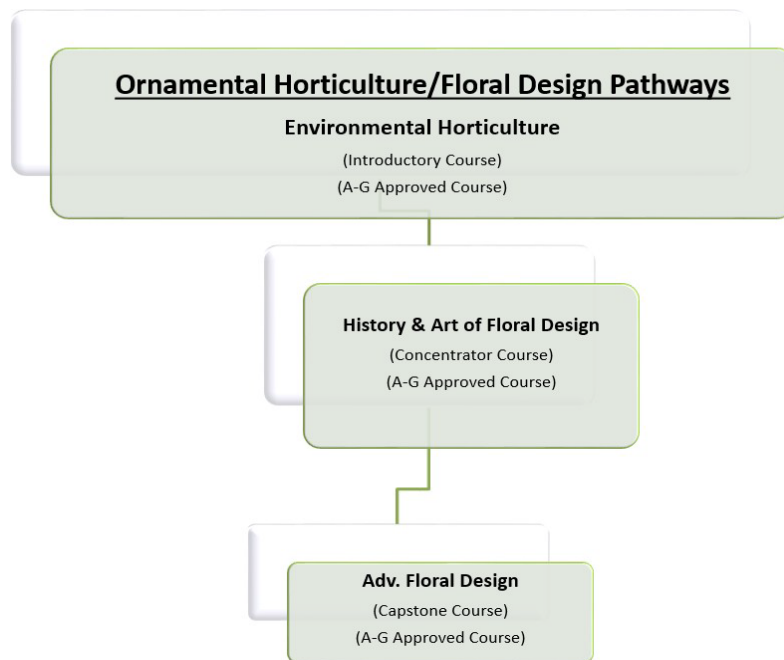 Ornamental Horticulture/Floral Design Pathways
Environmental Horticulture
(Introductory Course)
(A-G Approved Course)
History & Art of Floral Design
(Concentrator Course)
(A-G Approved Course)
Adv. Floral Design
(Capstone Course)
(A-G Approved Course)